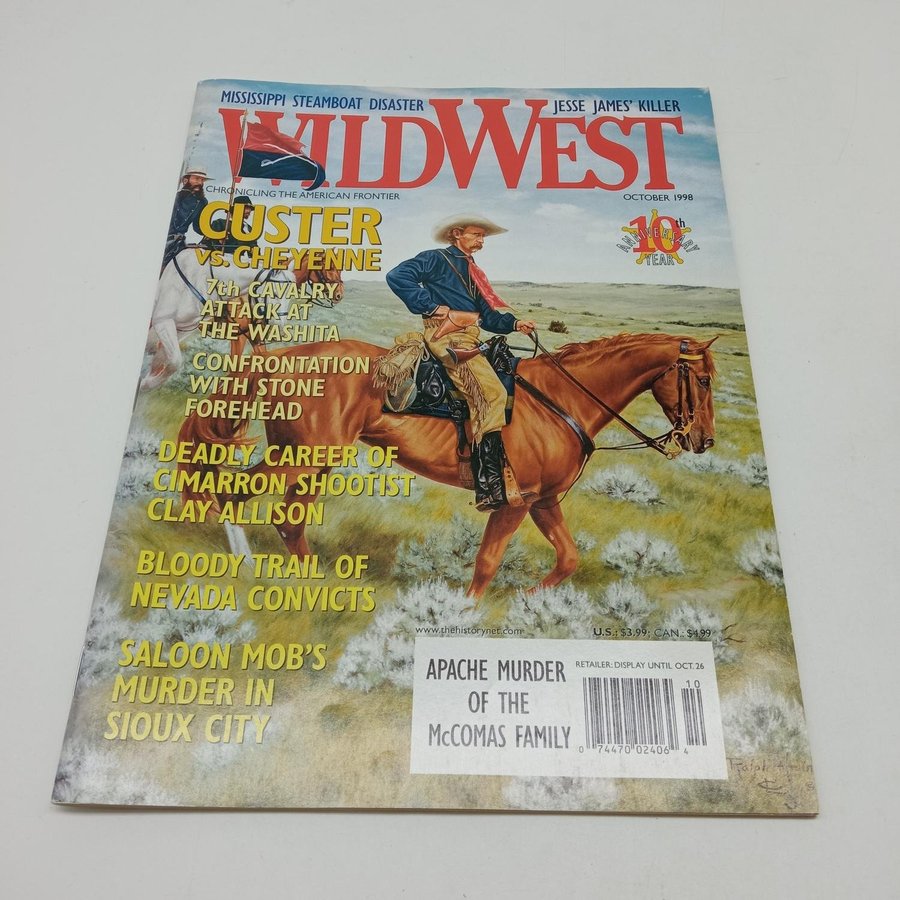 MISSISSIPPI STEAMBOAT DISASTER
JESSE JAMES' KILLER
WILDWEST
CHRONICLING THE AMERICAN FRONTIER
OCTOBER 1998
10th
ANNIVERSARY
YEAR
CUSTER
VS. CHEYENNE
7th CAVALRY
ATTACK AT
THE WASHITA
CONFRONTATION
WITH STONE
FOREHEAD
DEADLY CAREER OF
CIMARRON SHOOTIST
CLAY ALLISON
BLOODY TRAIL OF
NEVADA CONVICTS
SALOON MOB'S
MURDER IN
SIOUX CITY
www.thehistorynet.com
U.S.: $3.99 CAN.: $4.99
APACHE MURDER
OF THE
McCOMAS FAMILY
RETAILER: DISPLAY UNTIL OCT. 26
10
0 74470 02406 4
Ralph